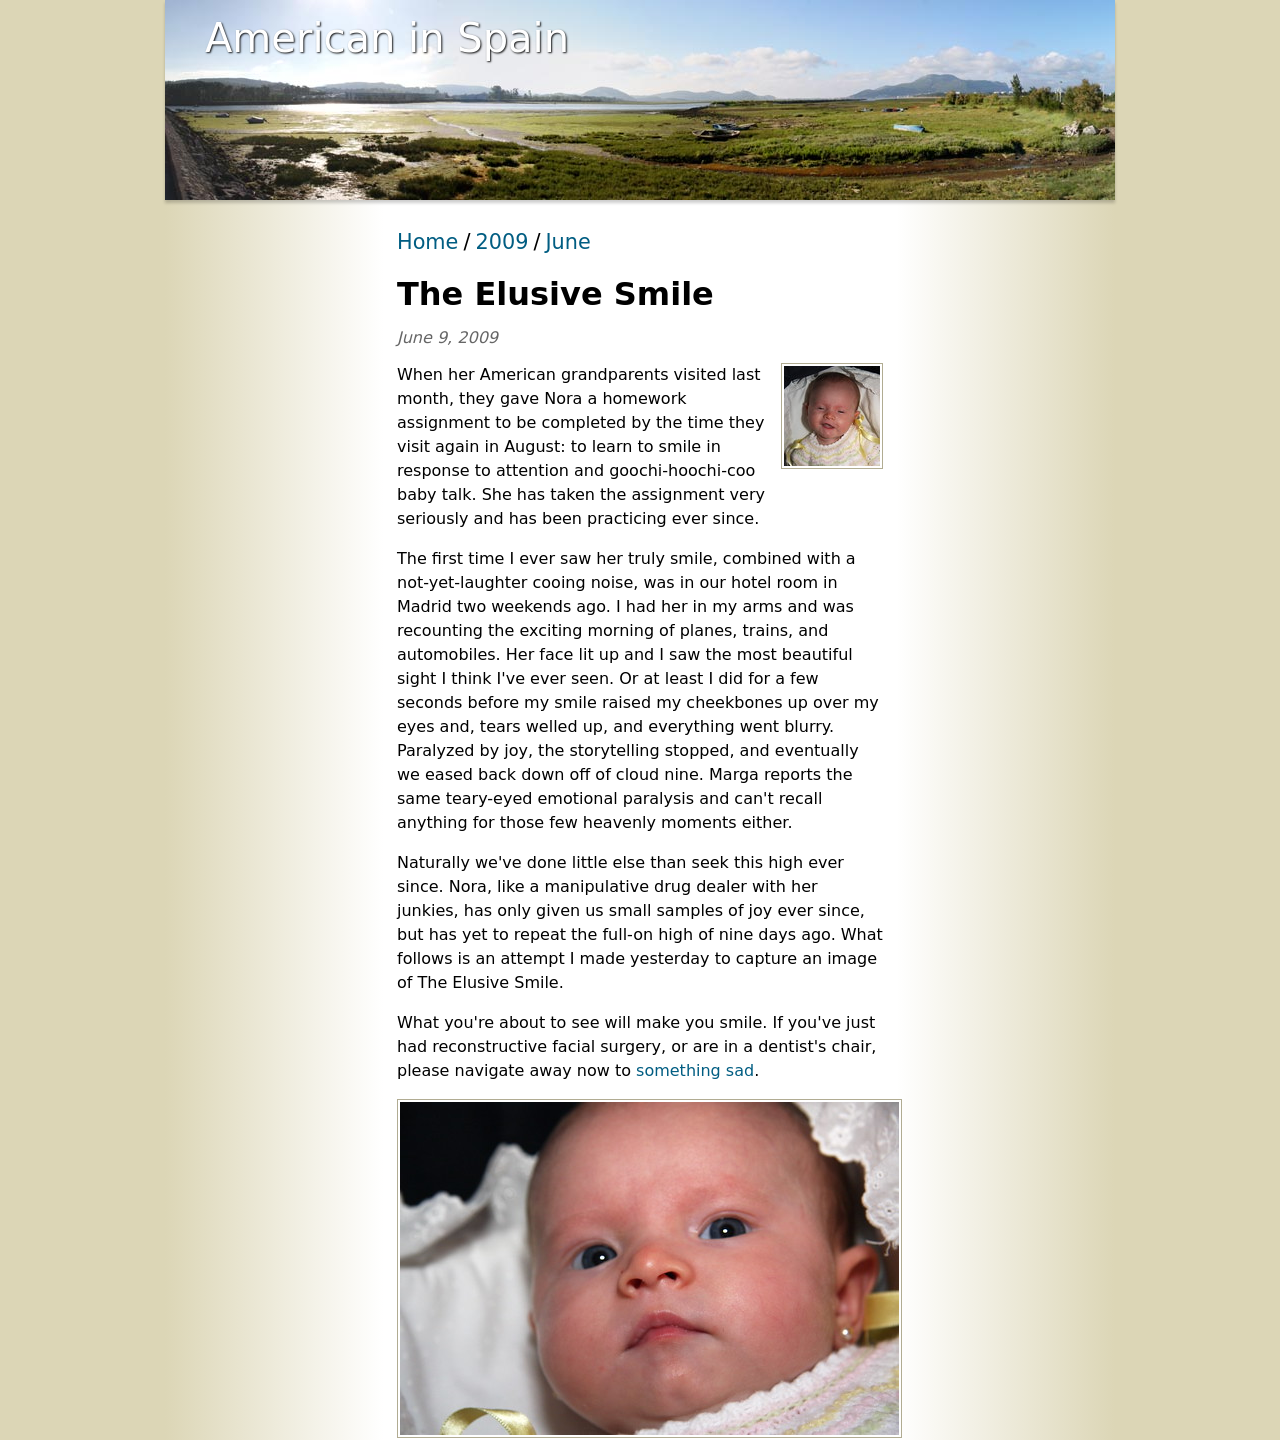 American in Spain
Home / 2009 / June
The Elusive Smile
June 9, 2009
When her American grandparents visited last
month, they gave Nora a homework
assignment to be completed by the time they
visit again in August: to learn to smile in
response to attention and goochi-hoochi-coo
baby talk. She has taken the assignment very
seriously and has been practicing ever since.
The first time I ever saw her truly smile, combined with a
not-yet-laughter cooing noise, was in our hotel room in
Madrid two weekends ago. I had her in my arms and was
recounting the exciting morning of planes, trains, and
automobiles. Her face lit up and I saw the most beautiful
sight I think I've ever seen. Or at least I did for a few
seconds before my smile raised my cheekbones up over my
eyes and, tears welled up, and everything went blurry.
Paralyzed by joy, the storytelling stopped, and eventually
we eased back down off of cloud nine. Marga reports the
same teary-eyed emotional paralysis and can't recall
anything for those few heavenly moments either.
Naturally we've done little else than seek this high ever
since. Nora, like a manipulative drug dealer with her
junkies, has only given us small samples of joy ever since,
but has yet to repeat the full-on high of nine days ago. What
follows is an attempt I made yesterday to capture an image
of The Elusive Smile.
What you're about to see will make you smile. If you've just
had reconstructive facial surgery, or are in a dentist's chair,
please navigate away now to something sad.